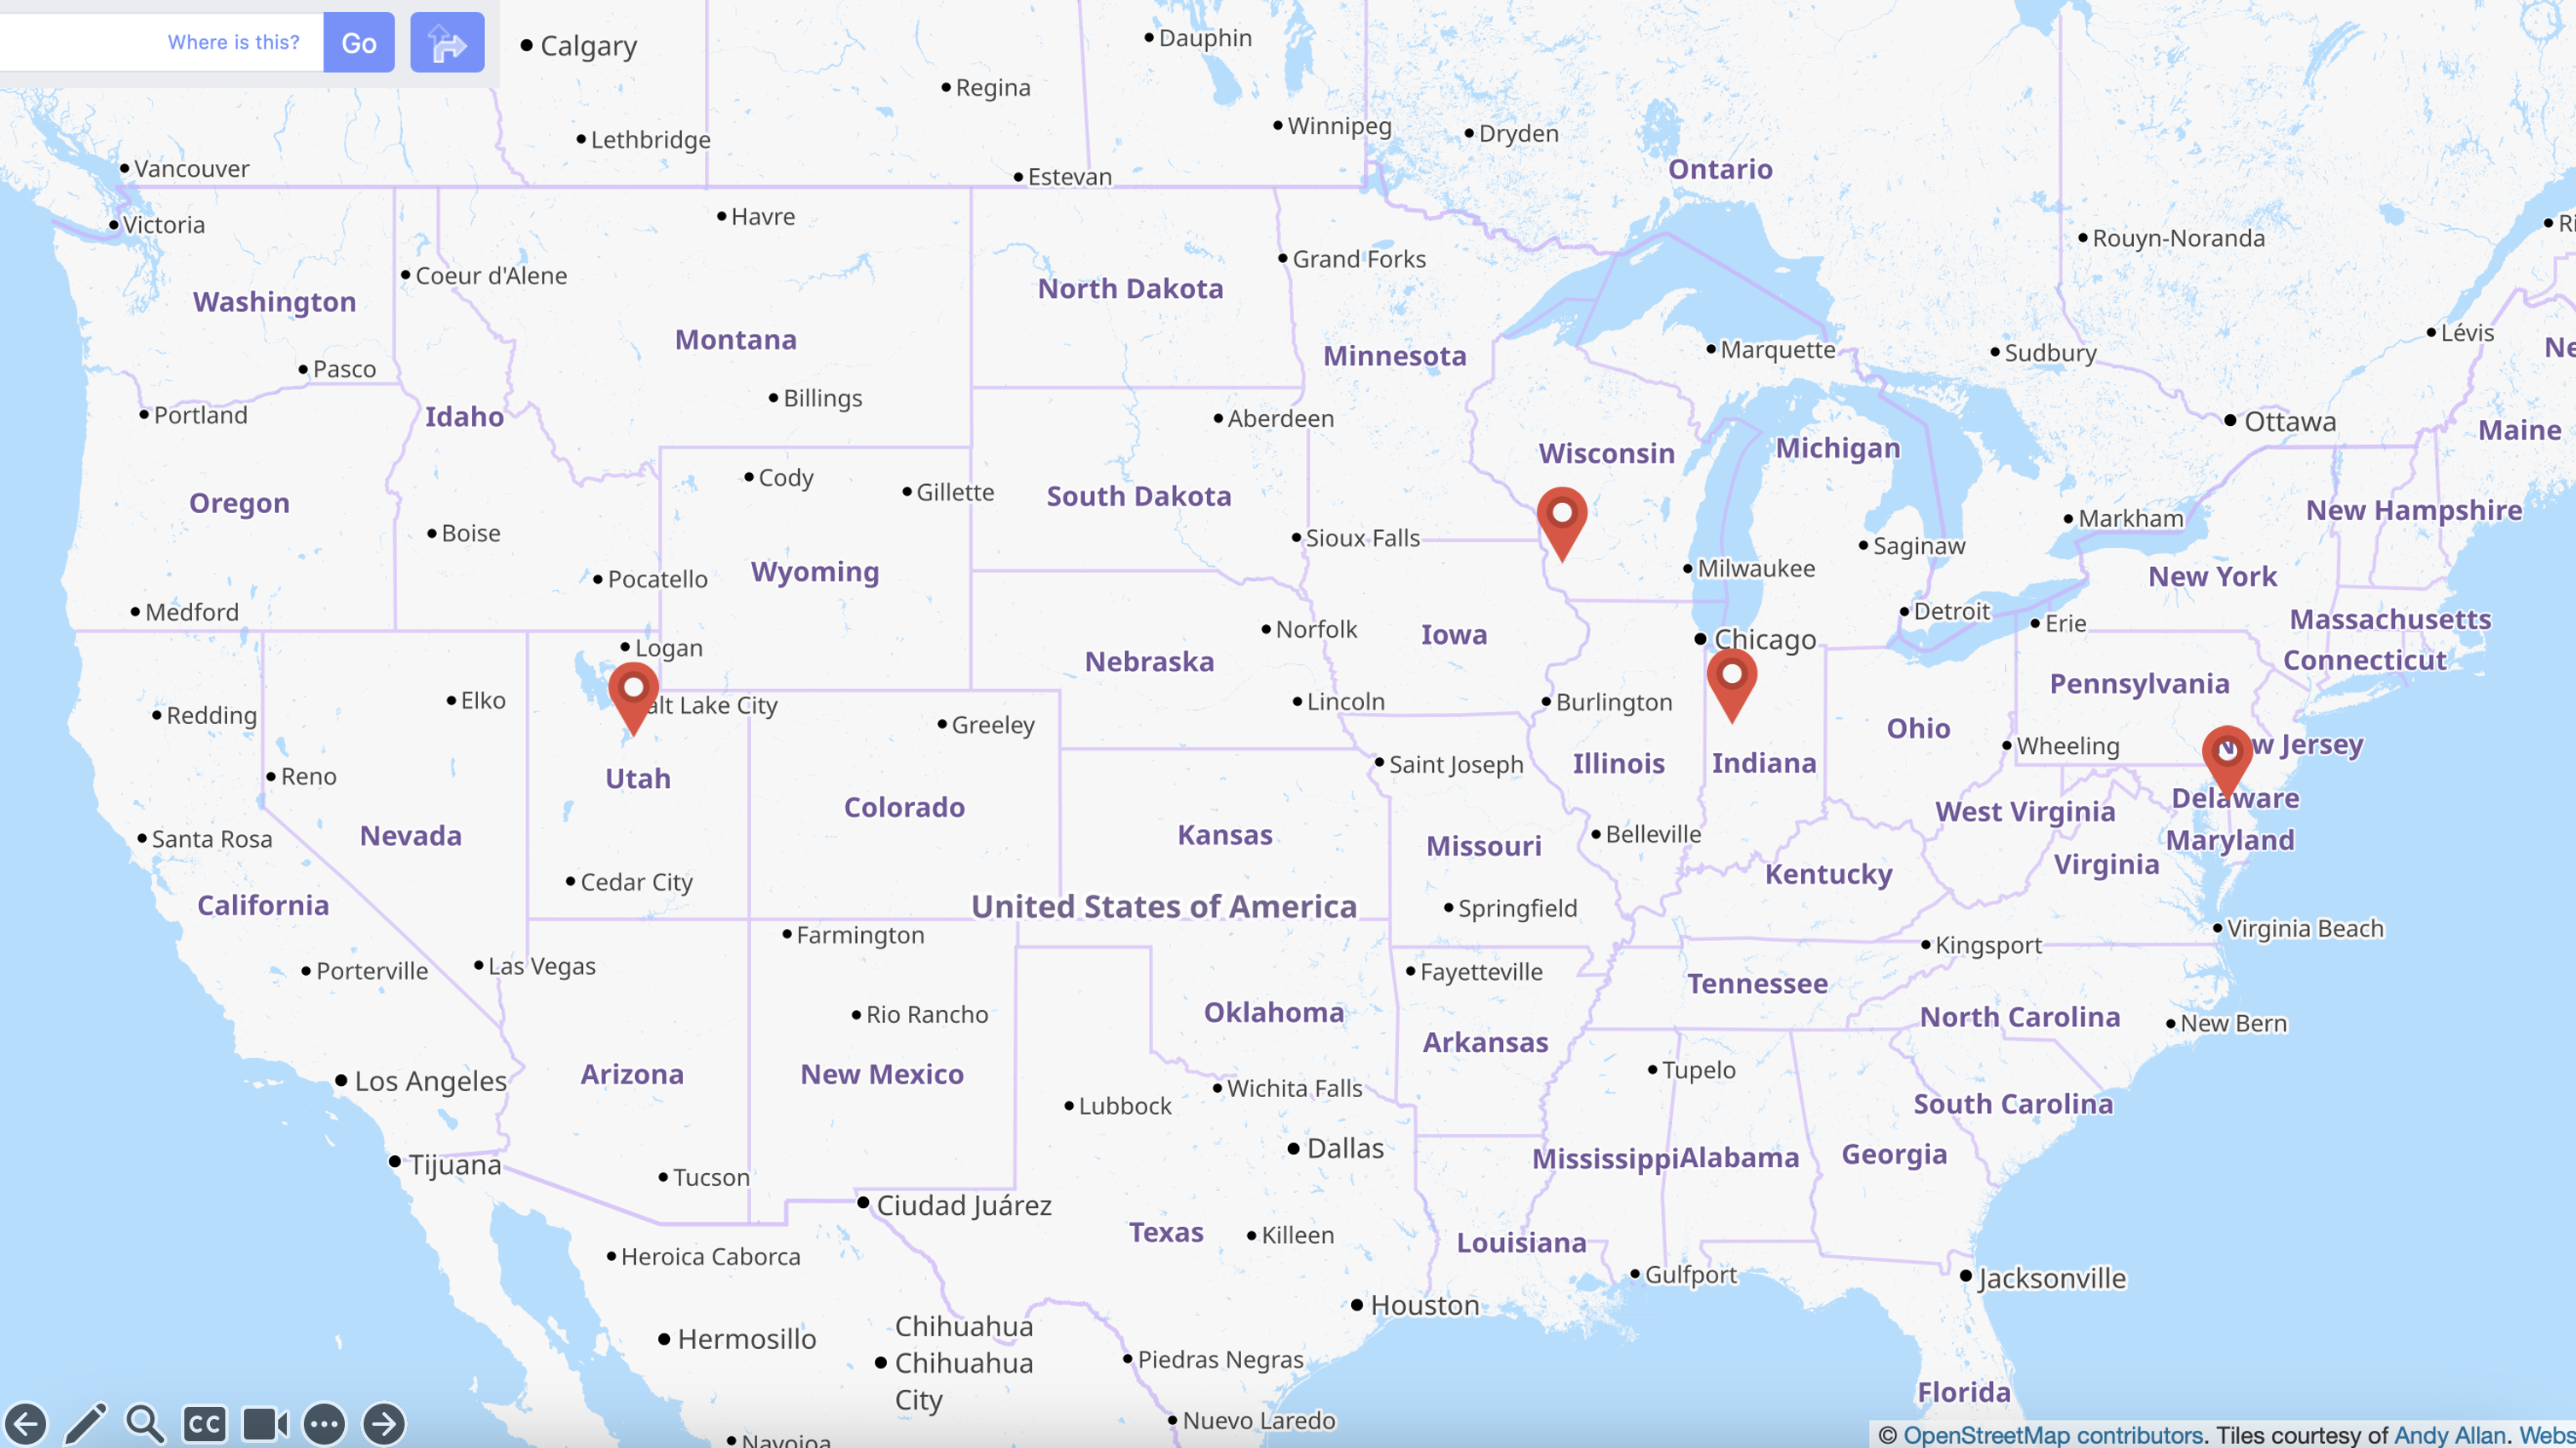 Where is this?
Go
Calgary
Dauphin
Regina
Winnipeg
Dryden
Lethbridge
Vancouver
Ontario
Estevan
Havre
Victoria
Rouyn-Noranda
Grand Forks
Coeur d'Alene
North Dakota
Washington
Lévis
Montana
Marquette
Sudbury
Minnesota
Pasco
Billings
Portland
Idaho
Aberdeen
Ottawa
Maine
Michigan
Wisconsin
Cody
Gillette
South Dakota
Oregon
New Hampshire
Markham
Boise
Sioux Falls
Saginaw
Milwaukee
Wyoming
Pocatello
New York
Medford
Detroit
Massachusetts
Erie
Norfolk
Iowa
Chicago
Logan
Nebraska
Connecticut
Pennsylvania
Elko
alt Lake City
Lincoln
Burlington
Redding
Greeley
Ohio
Wheeling
New Jersey
Saint Joseph
Illinois
Indiana
Reno
Utah
Delaware
Colorado
West Virginia
Kansas
Belleville
Santa Rosa
Nevada
Missouri
Maryland
Virginia
Kentucky
Cedar City
California
United States of America
Springfield
Virginia Beach
Farmington
Kingsport
Las Vegas
Porterville
Fayetteville
Tennessee
Oklahoma
Rio Rancho
North Carolina
New Bern
Arkansas
Tupelo
Arizona
New Mexico
Los Angeles
Wichita Falls
Lubbock
South Carolina
Dallas
Mississippi
Alabama
Georgia
Tijuana
Tucson
Ciudad Juárez
Texas
Killeen
Louisiana
Heroica Caborca
Gulfport
Jacksonville
Houston
Hermosillo
Chihuahua
Chihuahua
City
Piedras Negras
Florida
Nuevo Laredo
CC
Navojoa
© OpenStreetMap contributors. Tiles courtesy of Andy Allan. Webs